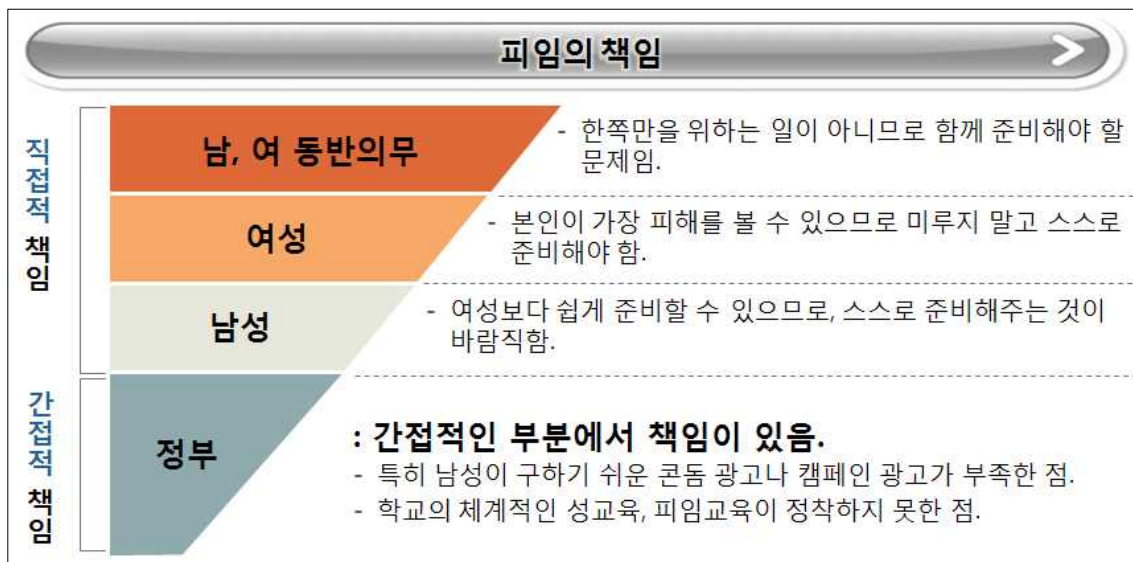 피임의 책임
직접적 책임
남, 여 동반의무
- 한쪽만을 위하는 일이 아니므로 함께 준비해야 할
문제임.
여성
- 본인이 가장 피해를 볼 수 있으므로 미루지 말고 스스로
준비해야 함.
남성
- 여성보다 쉽게 준비할 수 있으므로, 스스로 준비해주는 것이
바람직함.
간접적 책임
정부
: 간접적인 부분에서 책임이 있음.
- 특히 남성이 구하기 쉬운 콘돔 광고나 캠페인 광고가 부족한 점.
- 학교의 체계적인 성교육, 피임교육이 정착하지 못한 점.